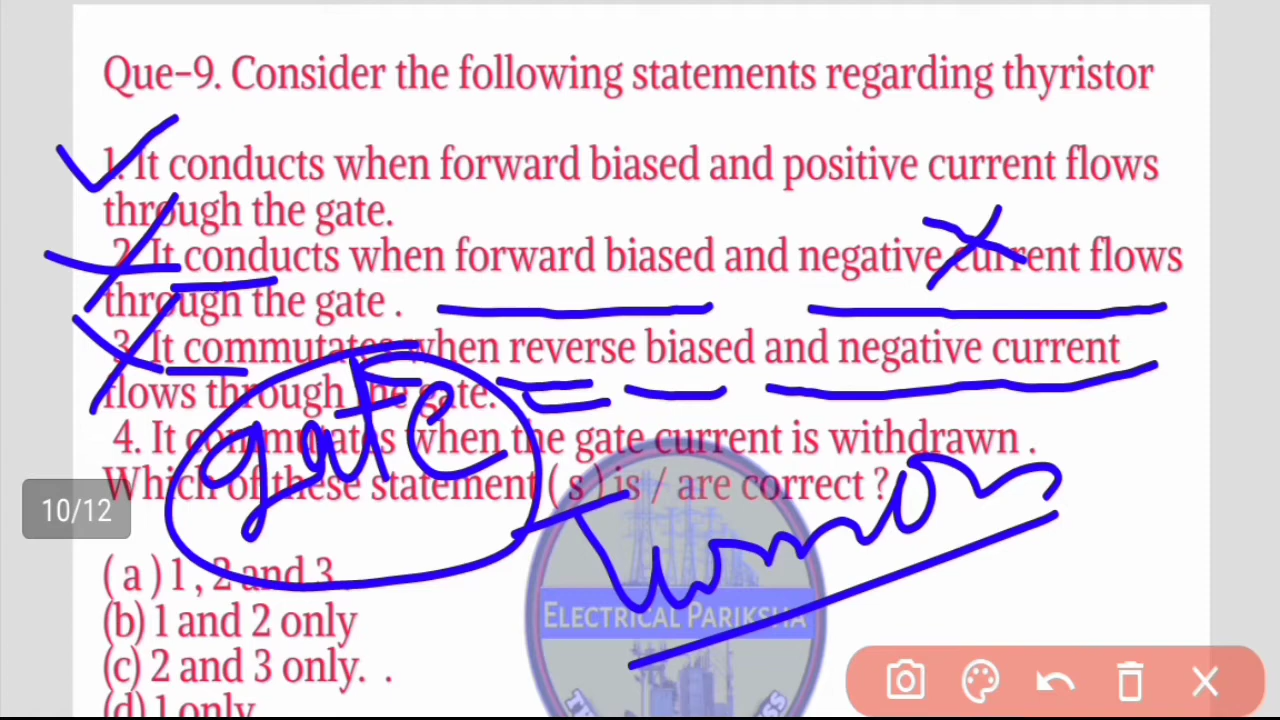 Que-9. Consider the following statements regarding thyristor
1. It conducts when forward biased and positive current flows
through the gate.
2. It conducts when forward biased and negative current flows
through the gate .
3. It commutates when reverse biased and negative current
flows through the gate.
4. It commutates when the gate current is withdrawn .
Which of these statement ( s ) is / are correct ?
gate
Turn on
10/12
( a ) 1 , 2 and 3 .
(b) 1 and 2 only
ELECTRICAL PARIKSHA
(c) 2 and 3 only. .
(d) 1 only